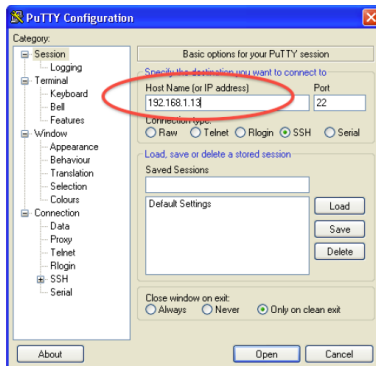 PuTTY Configuration
Category:
Session
Logging
Terminal
Keyboard
Bell
Features
Window
Appearance
Behaviour
Translation
Selection
Colours
Connection
Data
Proxy
Telnet
Rlogin
SSH
Serial
Basic options for your PuTTY session
Specify the destination you want to connect to
Host Name (or IP address) Port
192.168.1.13 22
Connection type:
Raw Telnet Rlogin SSH Serial
Load, save or delete a stored session
Saved Sessions
Default Settings
Load
Save
Delete
Close window on exit:
Always Never Only on clean exit
About Open Cancel